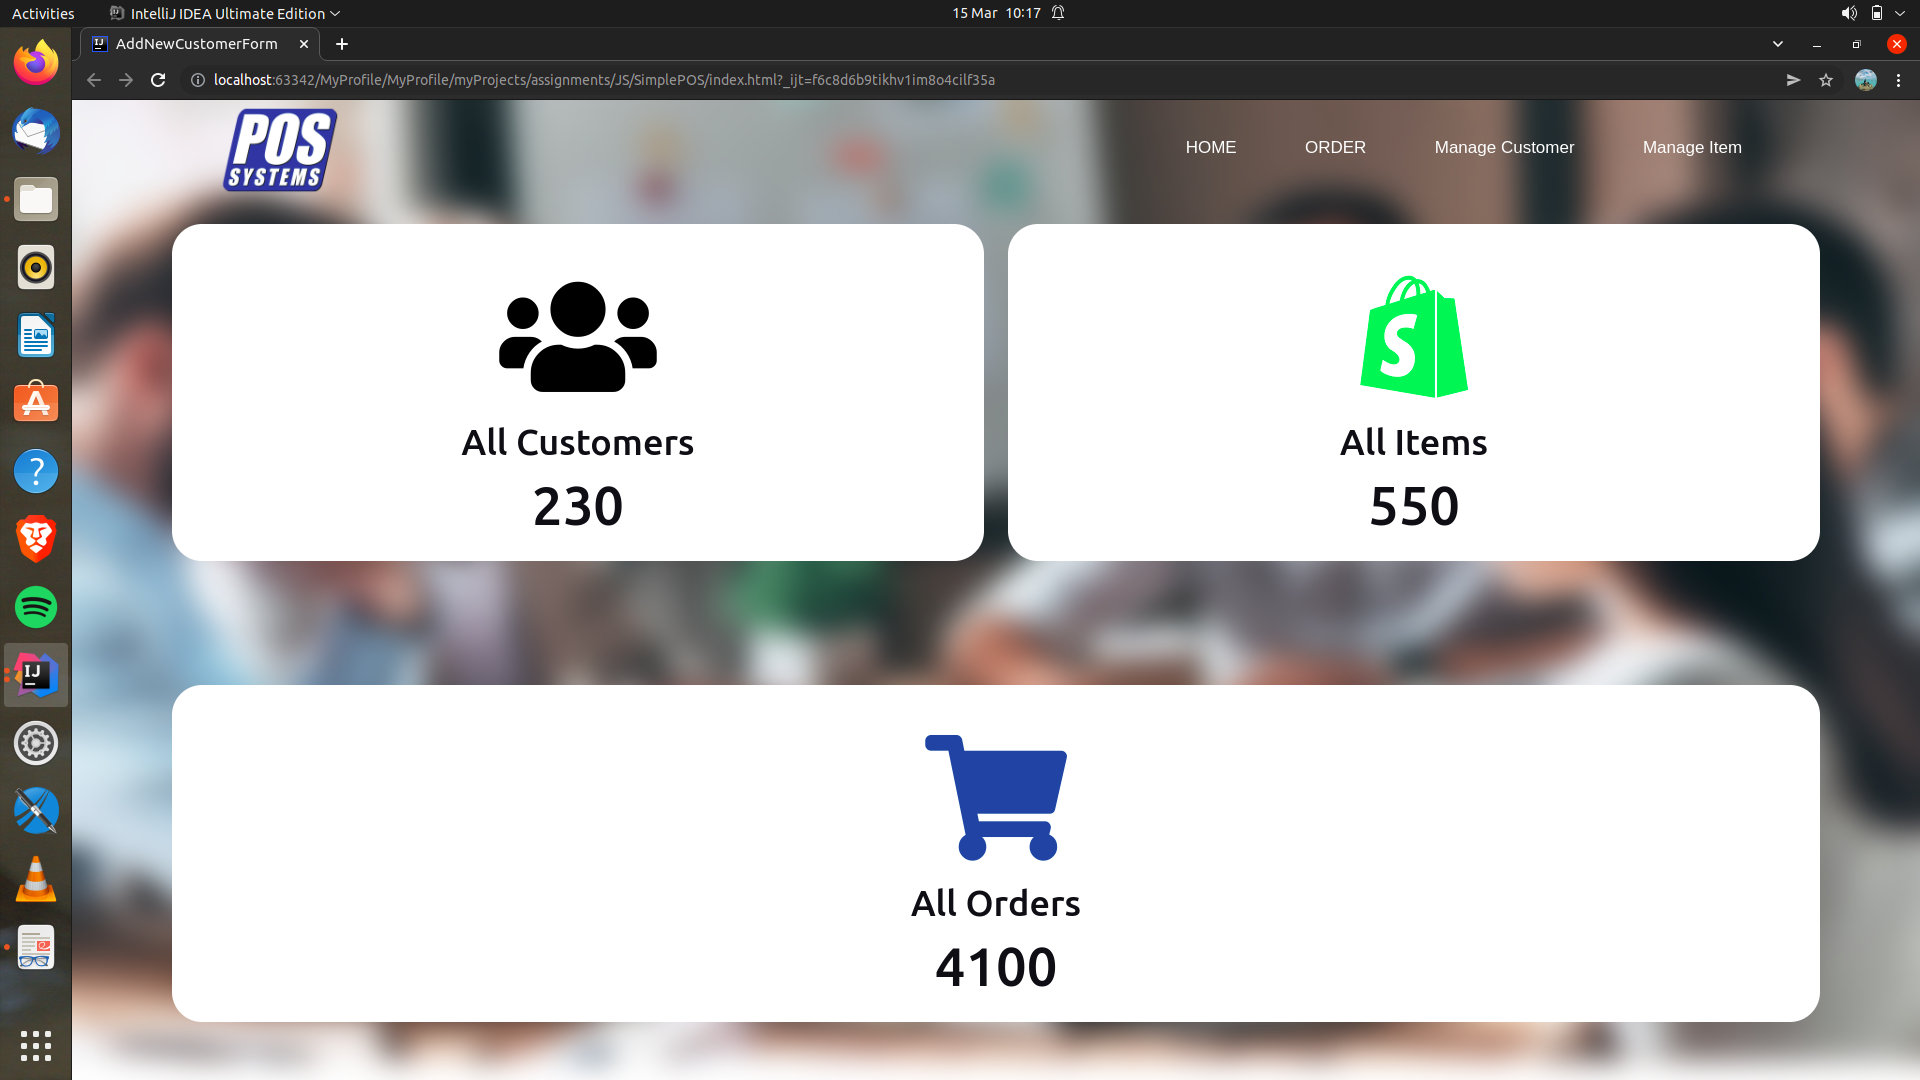 Activities IntelliJ IDEA Ultimate Edition 15 Mar 10:17
AddNewCustomerForm
localhost:63342/MyProfile/MyProfile/myProjects/assignments/JS/SimplePOS/index.html?_ijt=f6c8d6b9tikhv1im8o4cilf35a
POS
SYSTEMS
HOME ORDER Manage Customer Manage Item
All Customers
230
All Items
550
All Orders
4100